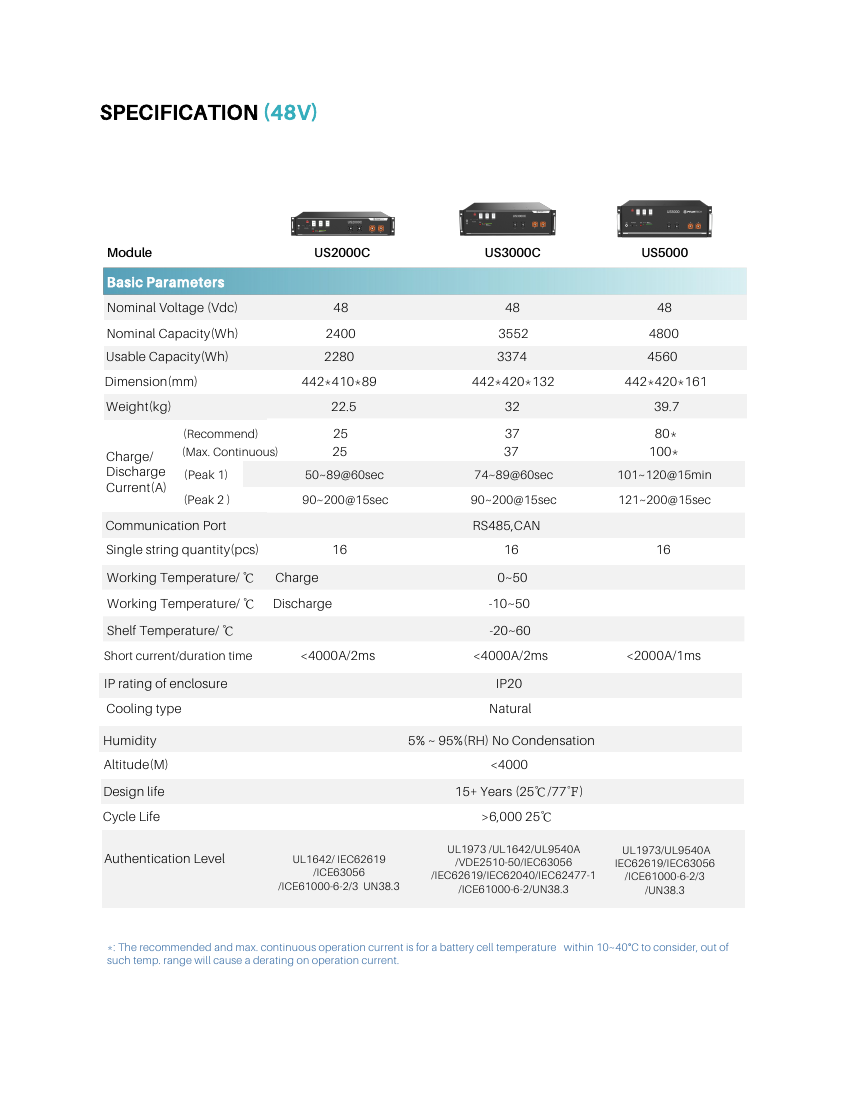 SPECIFICATION (48V)
Module US2000C US3000C US5000
Basic Parameters
Nominal Voltage (Vdc) 48 48 48
Nominal Capacity(Wh) 2400 3552 4800
Usable Capacity(Wh) 2280 3374 4560
Dimension(mm) 442*410*89 442*420*132 442*420*161
Weight(kg) 22.5 32 39.7
Charge/
Discharge
Current(A)
(Recommend) 25 37 80*
(Max. Continuous) 25 37 100*
(Peak 1) 50~89@60sec 74~89@60sec 101~120@15min
(Peak 2 ) 90~200@15sec 90~200@15sec 121~200@15sec
Communication Port RS485,CAN
Single string quantity(pcs) 16 16 16
Working Temperature/ ℃ Charge 0~50
Working Temperature/ ℃ Discharge -10~50
Shelf Temperature/ ℃ -20~60
Short current/duration time <4000A/2ms <4000A/2ms <2000A/1ms
IP rating of enclosure IP20
Cooling type Natural
Humidity 5% ~ 95%(RH) No Condensation
Altitude(M) <4000
Design life 15+ Years (25℃/77℉)
Cycle Life >6,000 25℃
Authentication Level
UL1642/ IEC62619
/ICE63056
/ICE61000-6-2/3 UN38.3
UL1973 /UL1642/UL9540A
/VDE2510-50/IEC63056
/IEC62619/IEC62040/IEC62477-1
/ICE61000-6-2/UN38.3
UL1973/UL9540A
IEC62619/IEC63056
/ICE61000-6-2/3
/UN38.3
*: The recommended and max. continuous operation current is for a battery cell temperature within 10~40℃ to consider, out of
such temp. range will cause a derating on operation current.